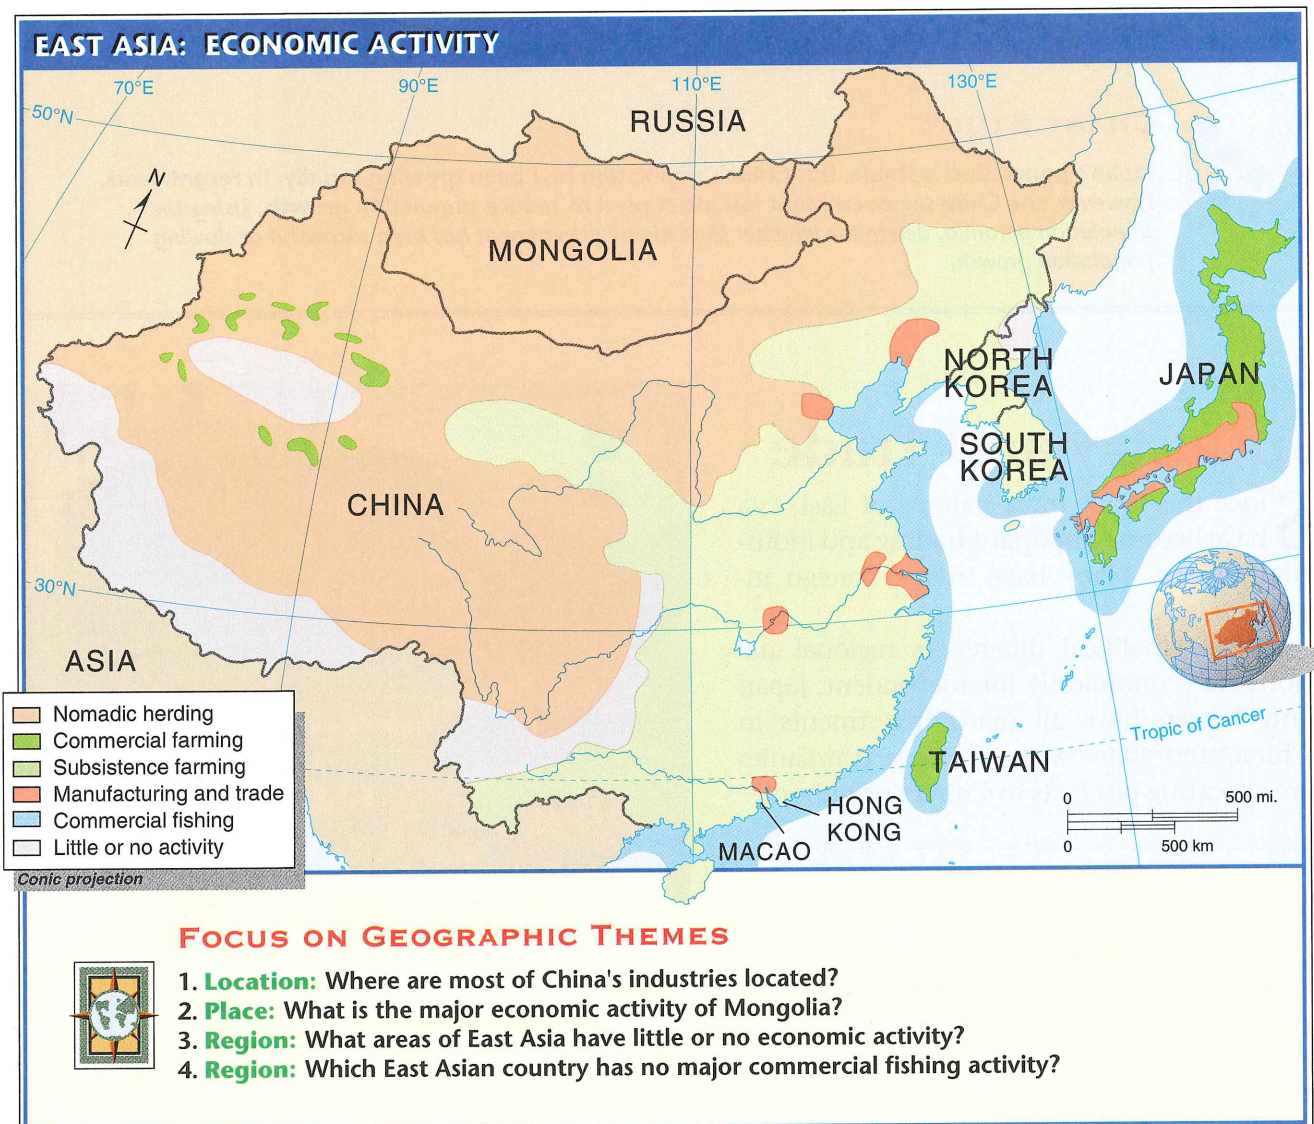 EAST ASIA: ECONOMIC ACTIVITY
70°E
90°E
110°E
130°E
50°N
RUSSIA
N
MONGOLIA
NORTH
KOREA
JAPAN
SOUTH
KOREA
CHINA
30°N
ASIA
Nomadic herding
Commercial farming
Subsistence farming
Manufacturing and trade
Commercial fishing
Little or no activity
Conic projection
Tropic of Cancer
TAIWAN
HONG
KONG
MACAO
0 500 mi.
0 500 km
FOCUS ON GEOGRAPHIC THEMES
1. Location: Where are most of China's industries located?
2. Place: What is the major economic activity of Mongolia?
3. Region: What areas of East Asia have little or no economic activity?
4. Region: Which East Asian country has no major commercial fishing activity?